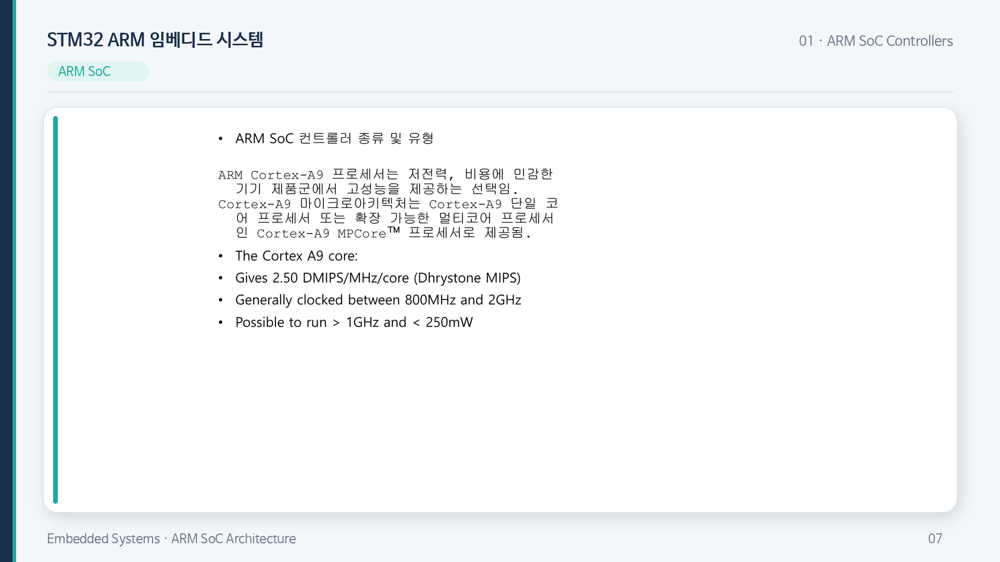 STM32 ARM 임베디드 시스템
01 · ARM SoC Controllers
ARM SoC
• ARM SoC 컨트롤러 종류 및 유형
ARM Cortex-A9 프로세서는 저전력, 비용에 민감한
기기 제품군에서 고성능을 제공하는 선택임.
Cortex-A9 마이크로아키텍처는 Cortex-A9 단일 코
어 프로세서 또는 확장 가능한 멀티코어 프로세서
인 Cortex-A9 MPCore™ 프로세서로 제공됨.
• The Cortex A9 core:
• Gives 2.50 DMIPS/MHz/core (Dhrystone MIPS)
• Generally clocked between 800MHz and 2GHz
• Possible to run > 1GHz and < 250mW
Embedded Systems · ARM SoC Architecture
07